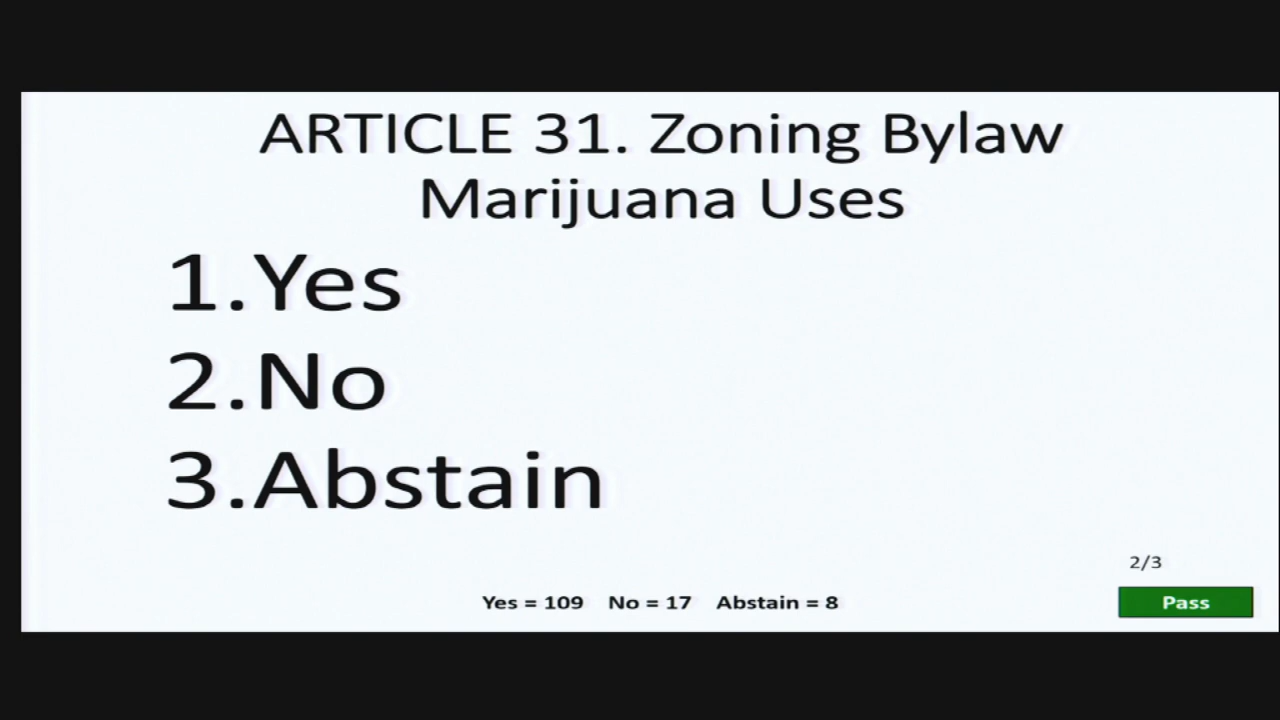 ARTICLE 31. Zoning Bylaw
Marijuana Uses
1.Yes
2.No
3.Abstain
2/3
Yes = 109 No = 17 Abstain = 8
Pass